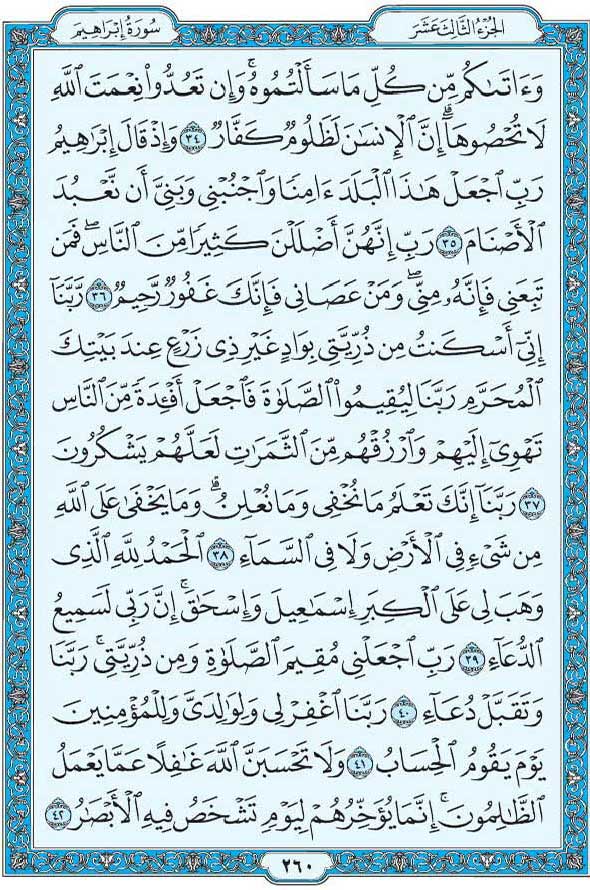 الجزء الثالث عشر
سورة إبراهيم
وَءَاتَىٰكُم مِّن كُلِّ مَا سَأَلْتُمُوهُ ۚ وَإِن تَعُدُّوا۟ نِعْمَتَ ٱللَّهِ
لَا تُحْصُوهَآ ۗ إِنَّ ٱلْإِنسَـٰنَ لَظَلُومٌ كَفَّارٌ ٣٤ وَإِذْ قَالَ إِبْرَٰهِيمُ
رَبِّ ٱجْعَلْ هَـٰذَا ٱلْبَلَدَ ءَامِنًا وَٱجْنُبْنِى وَبَنِىَّ أَن نَّعْبُدَ
ٱلْأَصْنَامَ ٣٥ رَبِّ إِنَّهُنَّ أَضْلَلْنَ كَثِيرًا مِّنَ ٱلنَّاسِ ۖ فَمَن
تَبِعَنِى فَإِنَّهُۥ مِنِّى ۖ وَمَنْ عَصَانِى فَإِنَّكَ غَفُورٌ رَّحِيمٌ ٣٦ رَّبَّنَآ
إِنِّىٓ أَسْكَنتُ مِن ذُرِّيَّتِى بِوَادٍ غَيْرِ ذِى زَرْعٍ عِندَ بَيْتِكَ
ٱلْمُحَرَّمِ رَبَّنَا لِيُقِيمُوا۟ ٱلصَّلَوٰةَ فَٱجْعَلْ أَفْـِٔدَةً مِّنَ ٱلنَّاسِ
تَهْوِىٓ إِلَيْهِمْ وَٱرْزُقْهُم مِّنَ ٱلثَّمَرَٰتِ لَعَلَّهُمْ يَشْكُرُونَ
٣٧ رَبَّنَآ إِنَّكَ تَعْلَمُ مَا نُخْفِى وَمَا نُعْلِنُ ۗ وَمَا يَخْفَىٰ عَلَى ٱللَّهِ
مِن شَىْءٍ فِى ٱلْأَرْضِ وَلَا فِى ٱلسَّمَآءِ ٣٨ ٱلْحَمْدُ لِلَّهِ ٱلَّذِى
وَهَبَ لِى عَلَى ٱلْكِبَرِ إِسْمَـٰعِيلَ وَإِسْحَـٰقَ ۚ إِنَّ رَبِّى لَسَمِيعُ
ٱلدُّعَآءِ ٣٩ رَبِّ ٱجْعَلْنِى مُقِيمَ ٱلصَّلَوٰةِ وَمِن ذُرِّيَّتِى ۚ رَبَّنَا
وَتَقَبَّلْ دُعَآءِ ٤٠ رَبَّنَا ٱغْفِرْ لِى وَلِوَٰلِدَىَّ وَلِلْمُؤْمِنِينَ
يَوْمَ يَقُومُ ٱلْحِسَابُ ٤١ وَلَا تَحْسَبَنَّ ٱللَّهَ غَـٰفِلًا عَمَّا يَعْمَلُ
ٱلظَّـٰلِمُونَ ۚ إِنَّمَا يُؤَخِّرُهُمْ لِيَوْمٍ تَشْخَصُ فِيهِ ٱلْأَبْصَـٰرُ ٤٢
٢٦٠